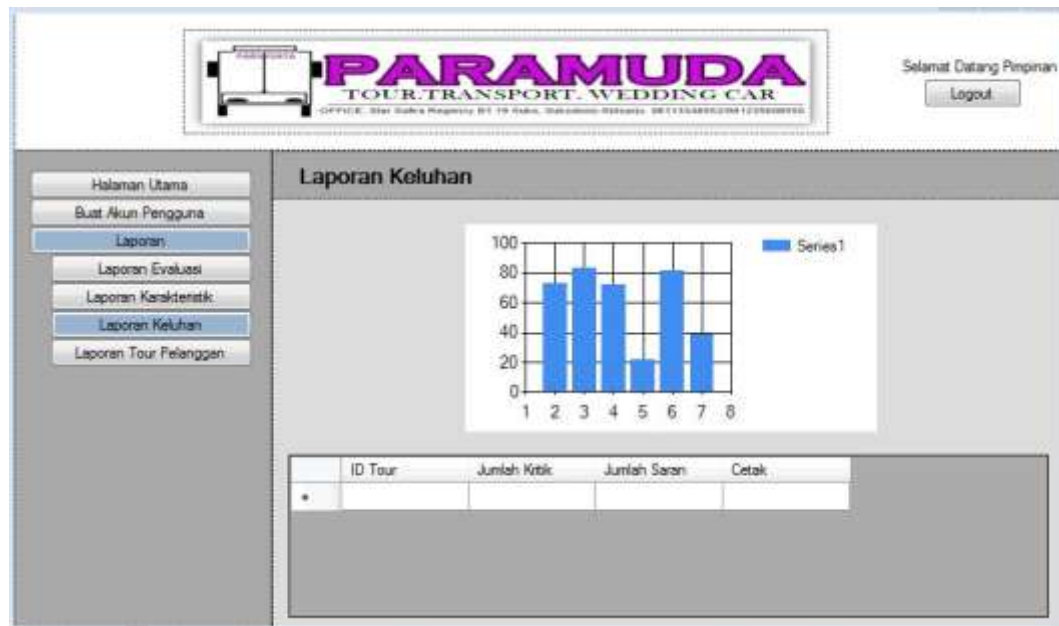 PARIWISATA
PARAMUDA
TOUR.TRANSPORT. WEDDING CAR
Selamat Datang Pimpinan
Logout
Halaman Utama
Buat Akun Pengguna
Laporan
Laporan Evaluasi
Laporan Karakteristik
Laporan Keluhan
Laporan Tour Pelanggan
Laporan Keluhan
100
80
60
40
20
0
1 2 3 4 5 6 7 8
Series1
ID Tour Jumlah Kritik Jumlah Saran Cetak
*